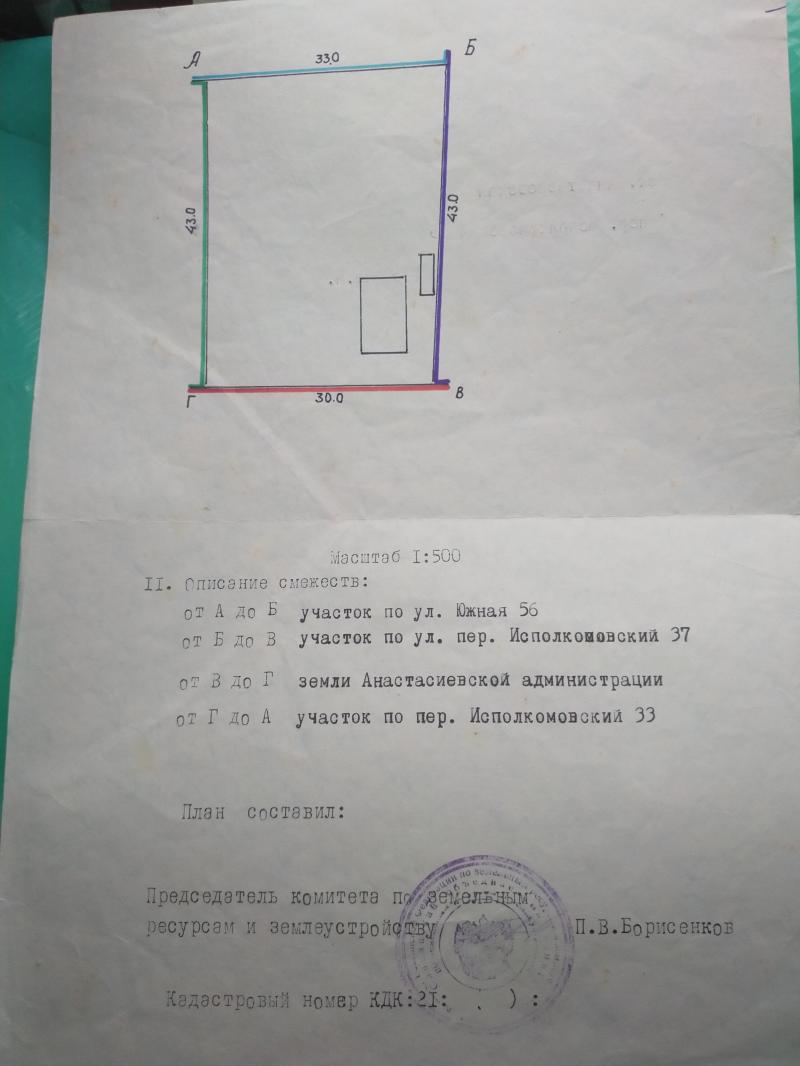 А 33.0 Б
43.0 43.0
Г 30.0 В
Масштаб I:500
II. Описание смежеств:
от А до Б участок по ул. Южная 56
от Б до В участок по ул. пер. Исполкомовский 37
от В до Г земли Анастасиевской администрации
от Г до А участок по пер. Исполкомовский 33
План составил:
Председатель комитета по земельным
ресурсам и землеустройству П.В.Борисенков
Кадастровый номер КДК:21: , ) :